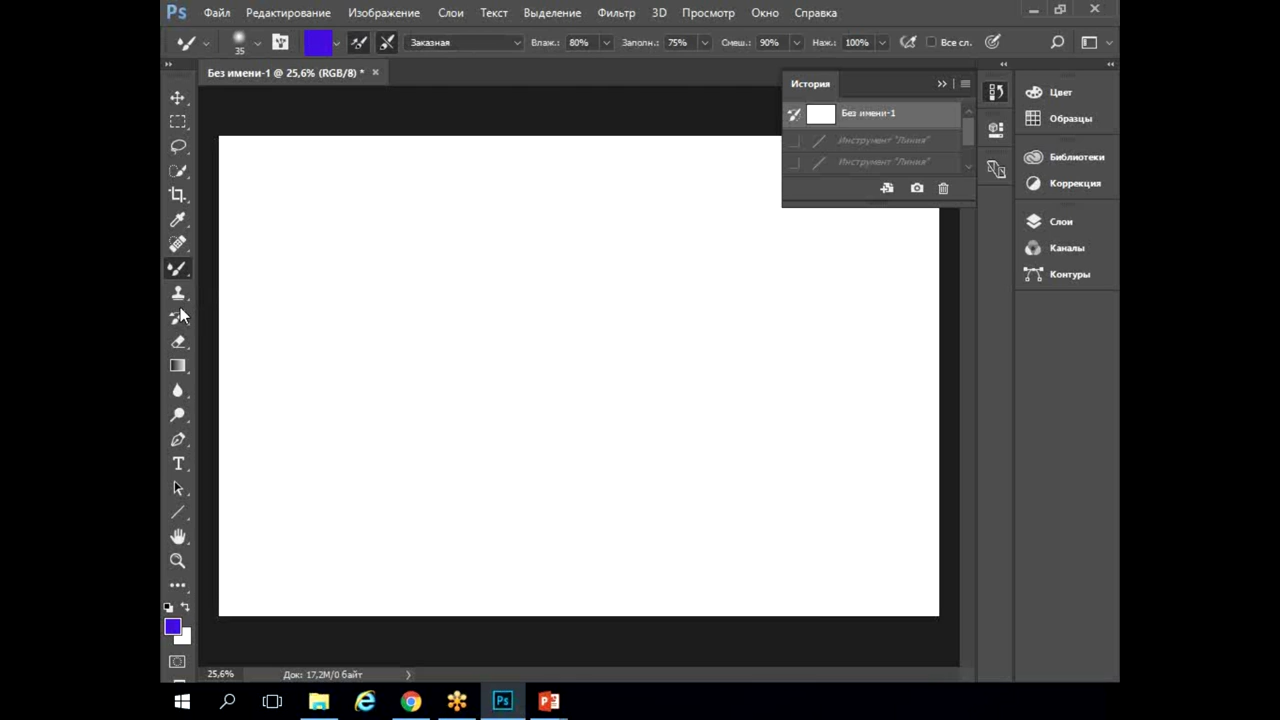 Ps Файл Редактирование Изображение Слои Текст Выделение Фильтр 3D Просмотр Окно Справка
35 Заказная Влаж.: 80% Заполн.: 75% Смеш.: 90% Наж.: 100% Все сл.
Без имени-1 @ 25,6% (RGB/8) *
История
Без имени-1
Инструмент "Линия"
Инструмент "Линия"
Цвет
Образцы
Библиотеки
Коррекция
Слои
Каналы
Контуры
T
25,6% Док: 17,2M/0 байт
Ps